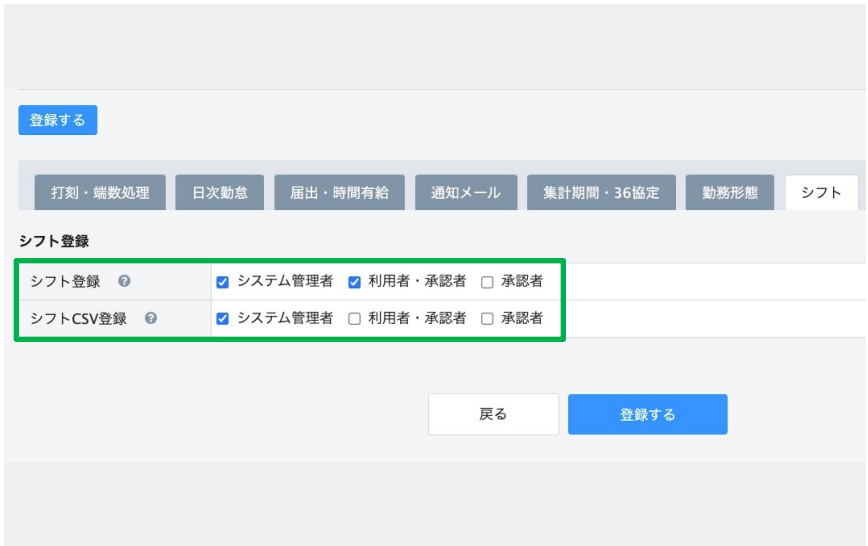 登録する
打刻・端数処理 日次勤怠 届出・時間有給 通知メール 集計期間・36協定 勤務形態 シフト
シフト登録
シフト登録 ? システム管理者 利用者・承認者 承認者
シフトCSV登録 ? システム管理者 利用者・承認者 承認者
戻る 登録する